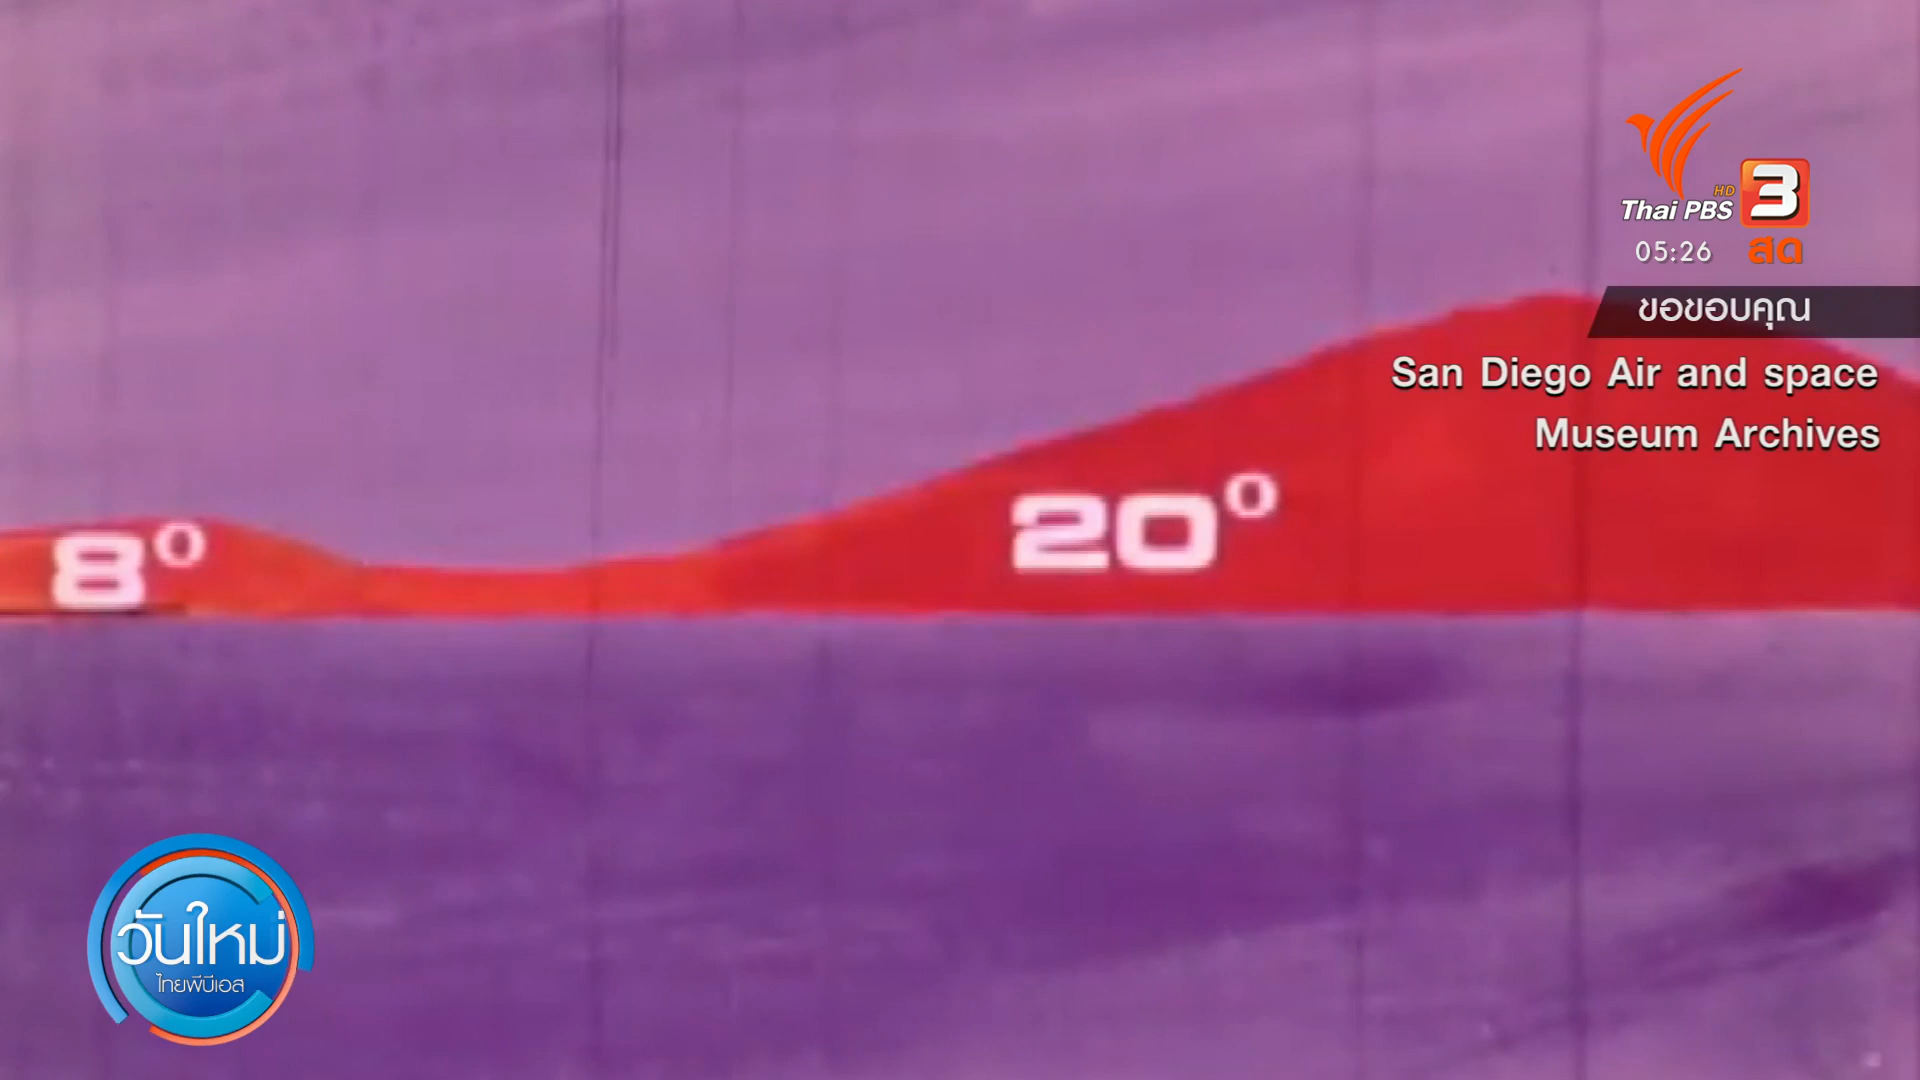 Thai PBS
HD
3
05:26
สด
ขอขอบคุณ
San Diego Air and space
Museum Archives
8°
20°
วันใหม่
ไทยพีบีเอส